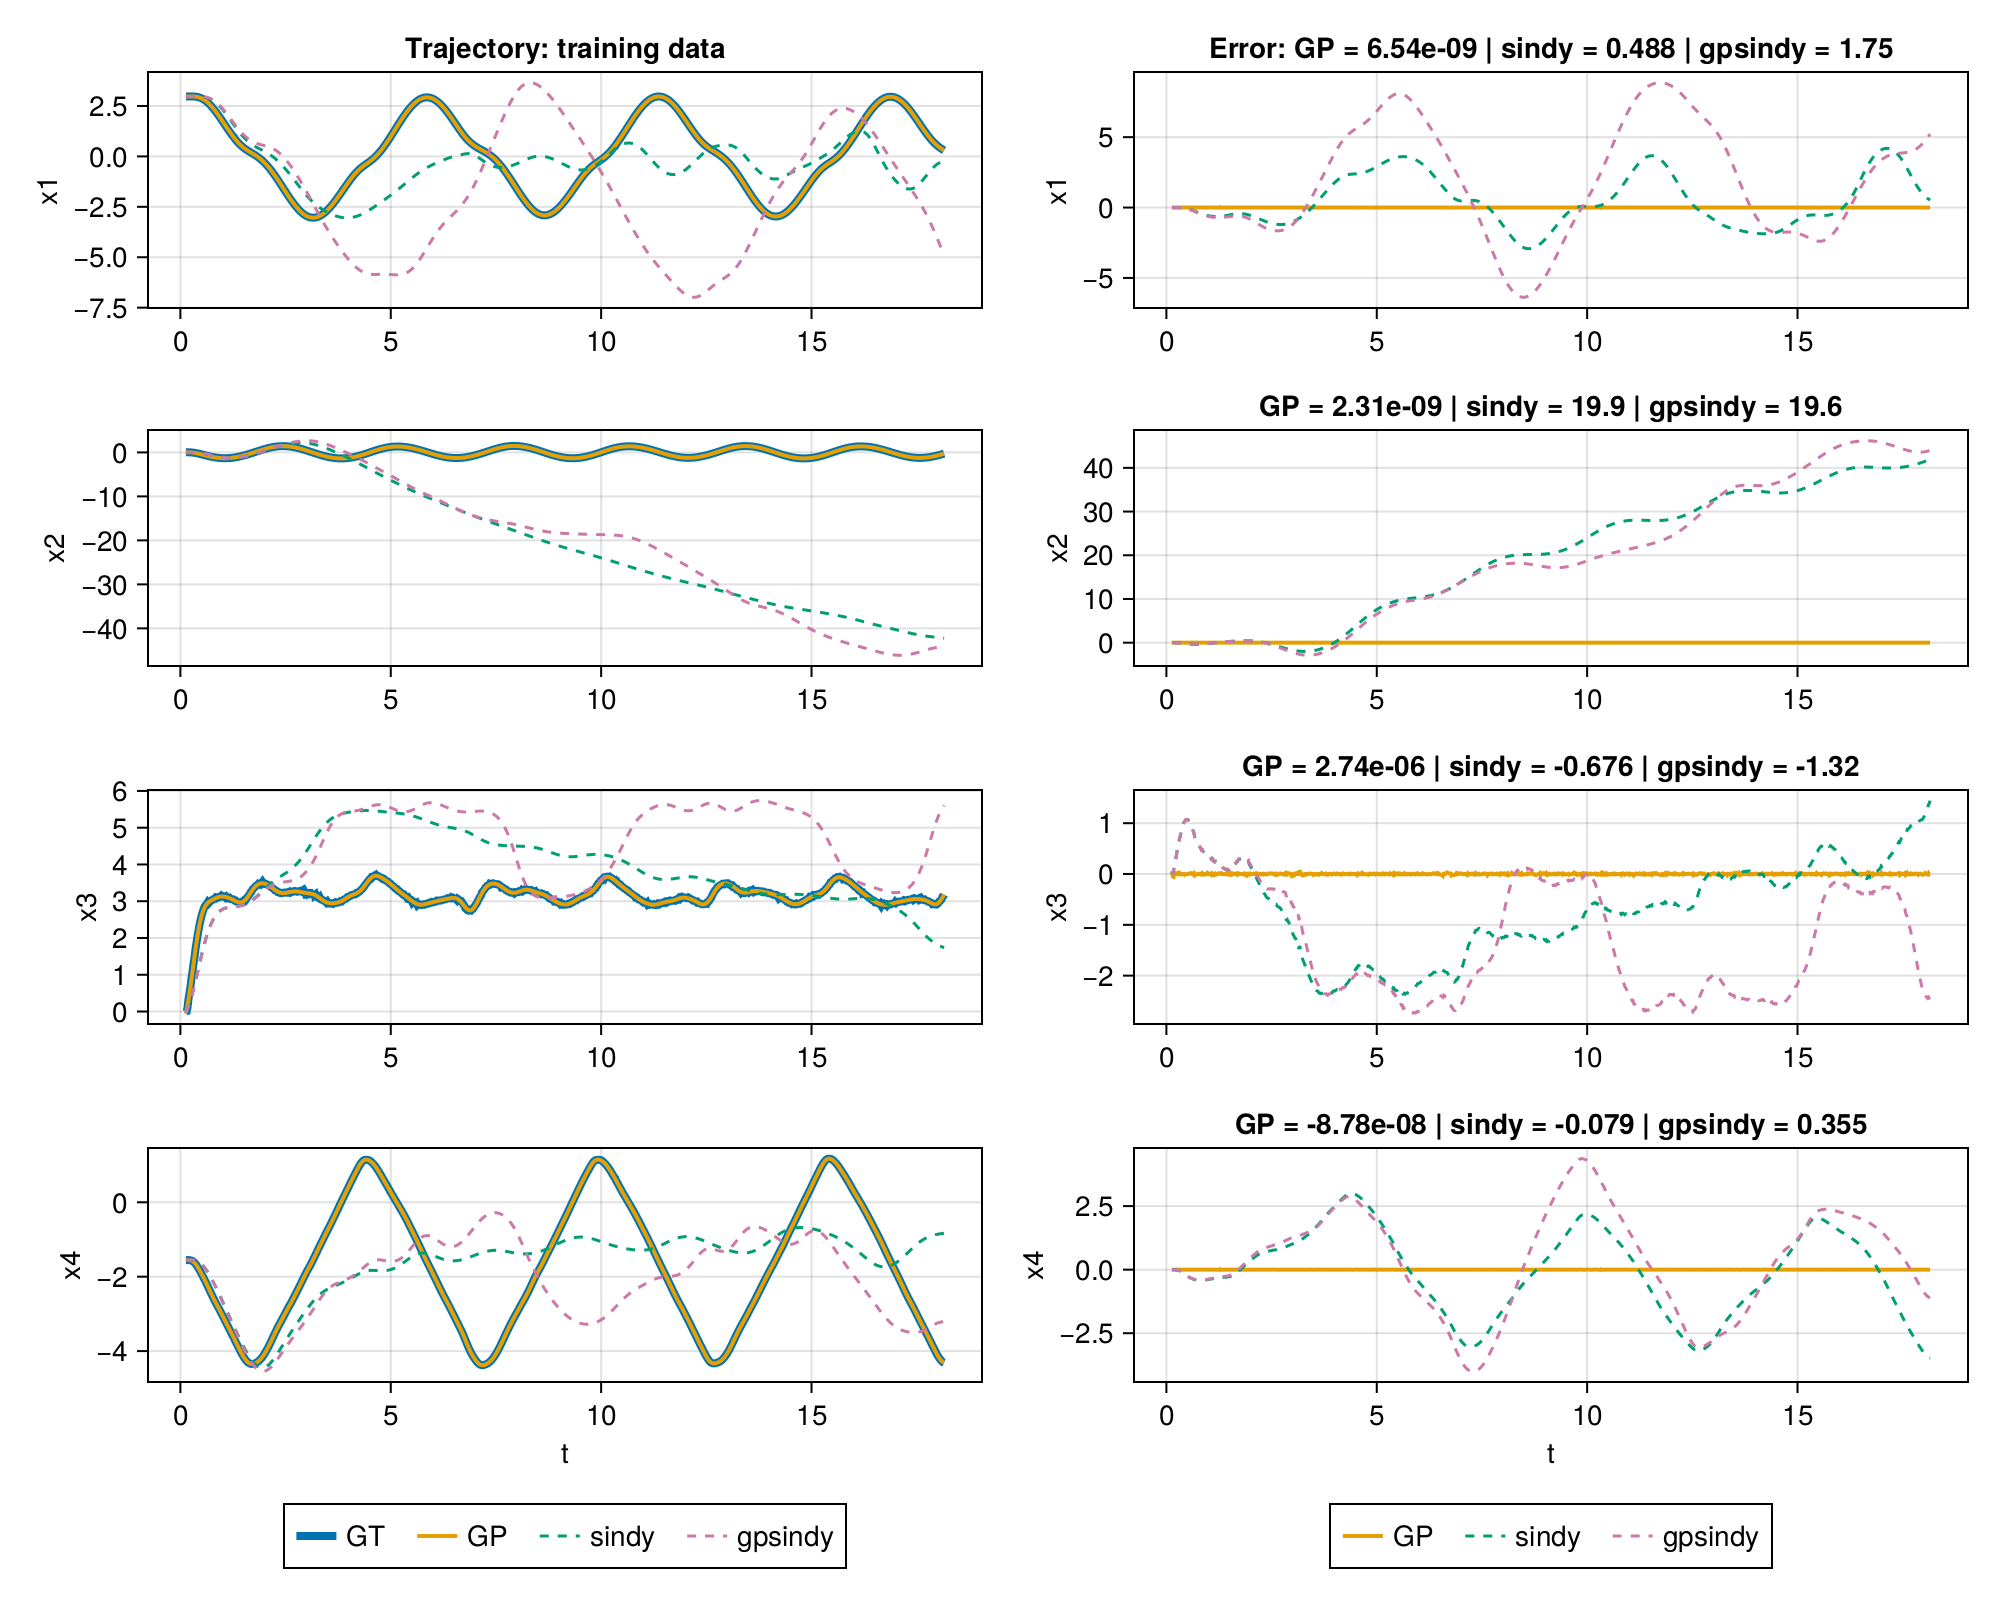 Trajectory: training data
Error: GP = 6.54e-09 | sindy = 0.488 | gpsindy = 1.75
x1
2.5
0.0
−2.5
−5.0
−7.5
0 5 10 15
x1
5
0
−5
0 5 10 15
GP = 2.31e-09 | sindy = 19.9 | gpsindy = 19.6
x2
0
−10
−20
−30
−40
0 5 10 15
x2
40
30
20
10
0
0 5 10 15
GP = 2.74e-06 | sindy = -0.676 | gpsindy = -1.32
x3
6
5
4
3
2
1
0
0 5 10 15
x3
1
0
−1
−2
0 5 10 15
GP = -8.78e-08 | sindy = -0.079 | gpsindy = 0.355
x4
0
−2
−4
0 5 10 15
t
x4
2.5
0.0
−2.5
0 5 10 15
t
GT GP sindy gpsindy
GP sindy gpsindy